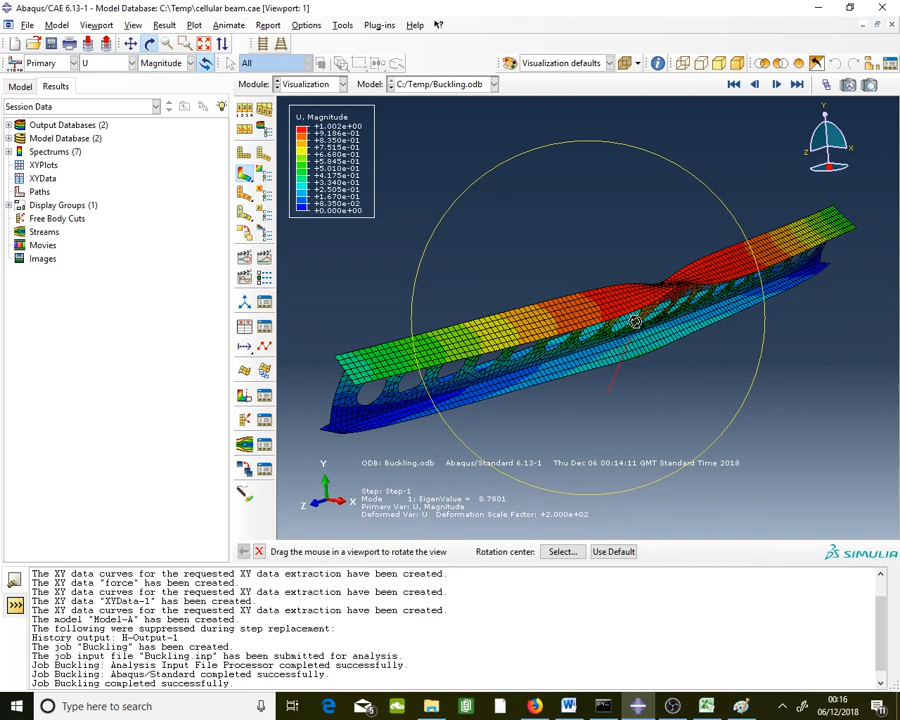 Abaqus/CAE 6.13-1 - Model Database: C:\Temp\cellular beam.cae [Viewport: 1]
File Model Viewport View Result Plot Animate Report Options Tools Plug-ins Help
Primary U Magnitude All Visualization defaults
Model Results Module: Visualization Model: C:/Temp/Buckling.odb
Session Data
Output Databases (2)
Model Database (2)
Spectrums (7)
XYPlots
XYData
Paths
Display Groups (1)
Free Body Cuts
Streams
Movies
Images
U, Magnitude
+1.002e+00
+9.186e-01
+8.350e-01
+7.515e-01
+6.680e-01
+5.845e-01
+5.010e-01
+4.175e-01
+3.340e-01
+2.505e-01
+1.670e-01
+8.350e-02
+0.000e+00
Y
Z X
ODB: Buckling.odb Abaqus/Standard 6.13-1 Thu Dec 06 00:14:11 GMT Standard Time 2018
Y
Z X
Step: Step-1
Mode 1: EigenValue = 8.7801
Primary Var: U, Magnitude
Deformed Var: U Deformation Scale Factor: +2.000e+02
Drag the mouse in a viewport to rotate the view Rotation center: Select... Use Default
SIMULIA
The XY data curves for the requested XY data extraction have been created.
The XY data "force" has been created.
The XY data curves for the requested XY data extraction have been created.
The XY data "XYData-1" has been created.
The XY data curves for the requested XY data extraction have been created.
The model "Model-A" has been created.
The following were suppressed during step replacement:
History output: H-Output-1
The job "Buckling" has been created.
The job input file "Buckling.inp" has been submitted for analysis.
Job Buckling: Analysis Input File Processor completed successfully.
Job Buckling: Abaqus/Standard completed successfully.
Job Buckling completed successfully.
Type here to search
00:16
06/12/2018